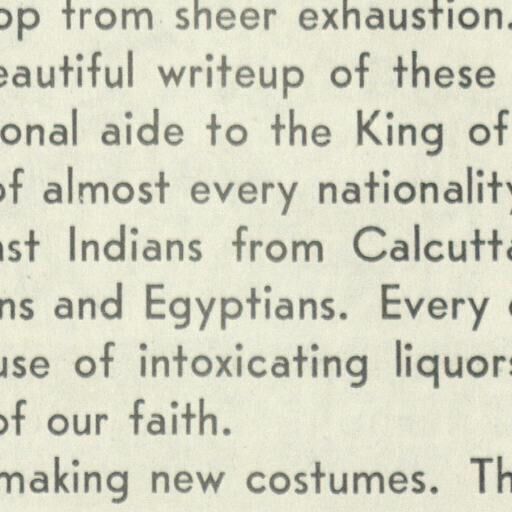 op from sheer exhaustion.
eautiful writeup of these
onal aide to the King of
of almost every nationality
ast Indians from Calcutta
ns and Egyptians. Every
use of intoxicating liquors
of our faith.
making new costumes. Th